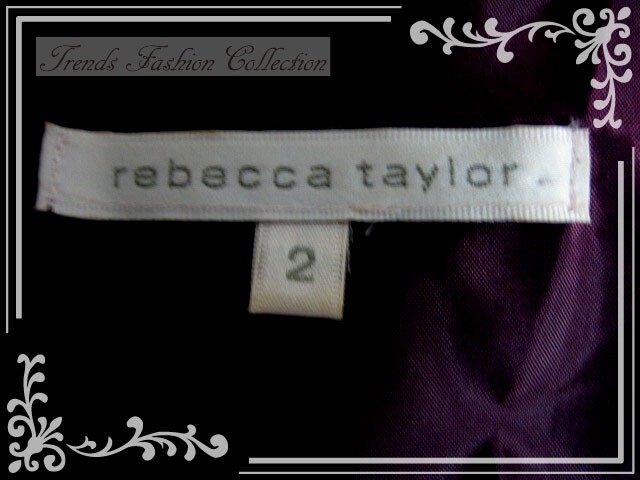 Trends Fashion Collection
rebecca taylor
2